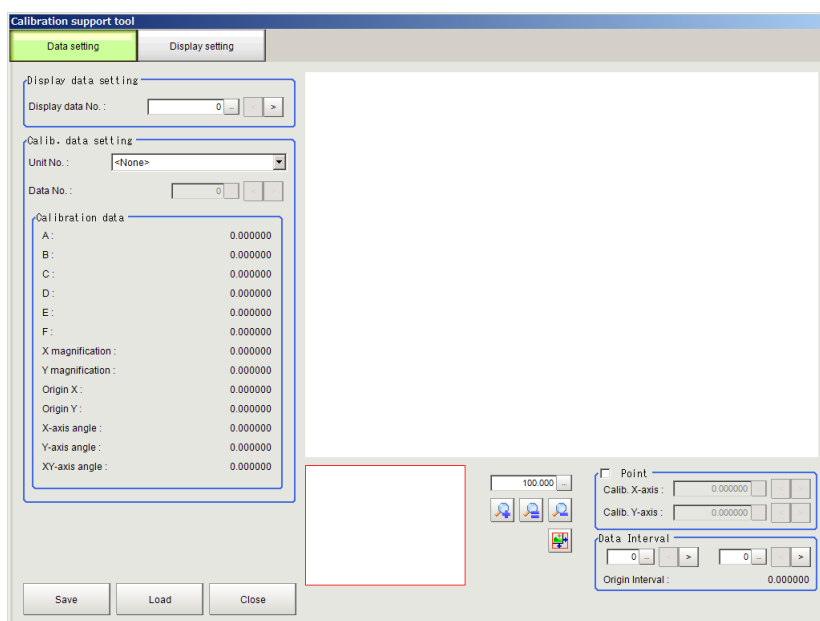 Calibration support tool
Data setting
Display setting
Display data setting
Display data No. : 0 ... < >
Calib. data setting
Unit No. : <None>
Data No. : 0
Calibration data
A : 0.000000
B : 0.000000
C : 0.000000
D : 0.000000
E : 0.000000
F : 0.000000
X magnification : 0.000000
Y magnification : 0.000000
Origin X : 0.000000
Origin Y : 0.000000
X-axis angle : 0.000000
Y-axis angle : 0.000000
XY-axis angle : 0.000000
Save
Load
Close
100.000 ...
Point
Calib. X-axis : 0.000000
Calib. Y-axis : 0.000000
Data Interval
0 ... < > 0 ... < >
Origin Interval : 0.000000